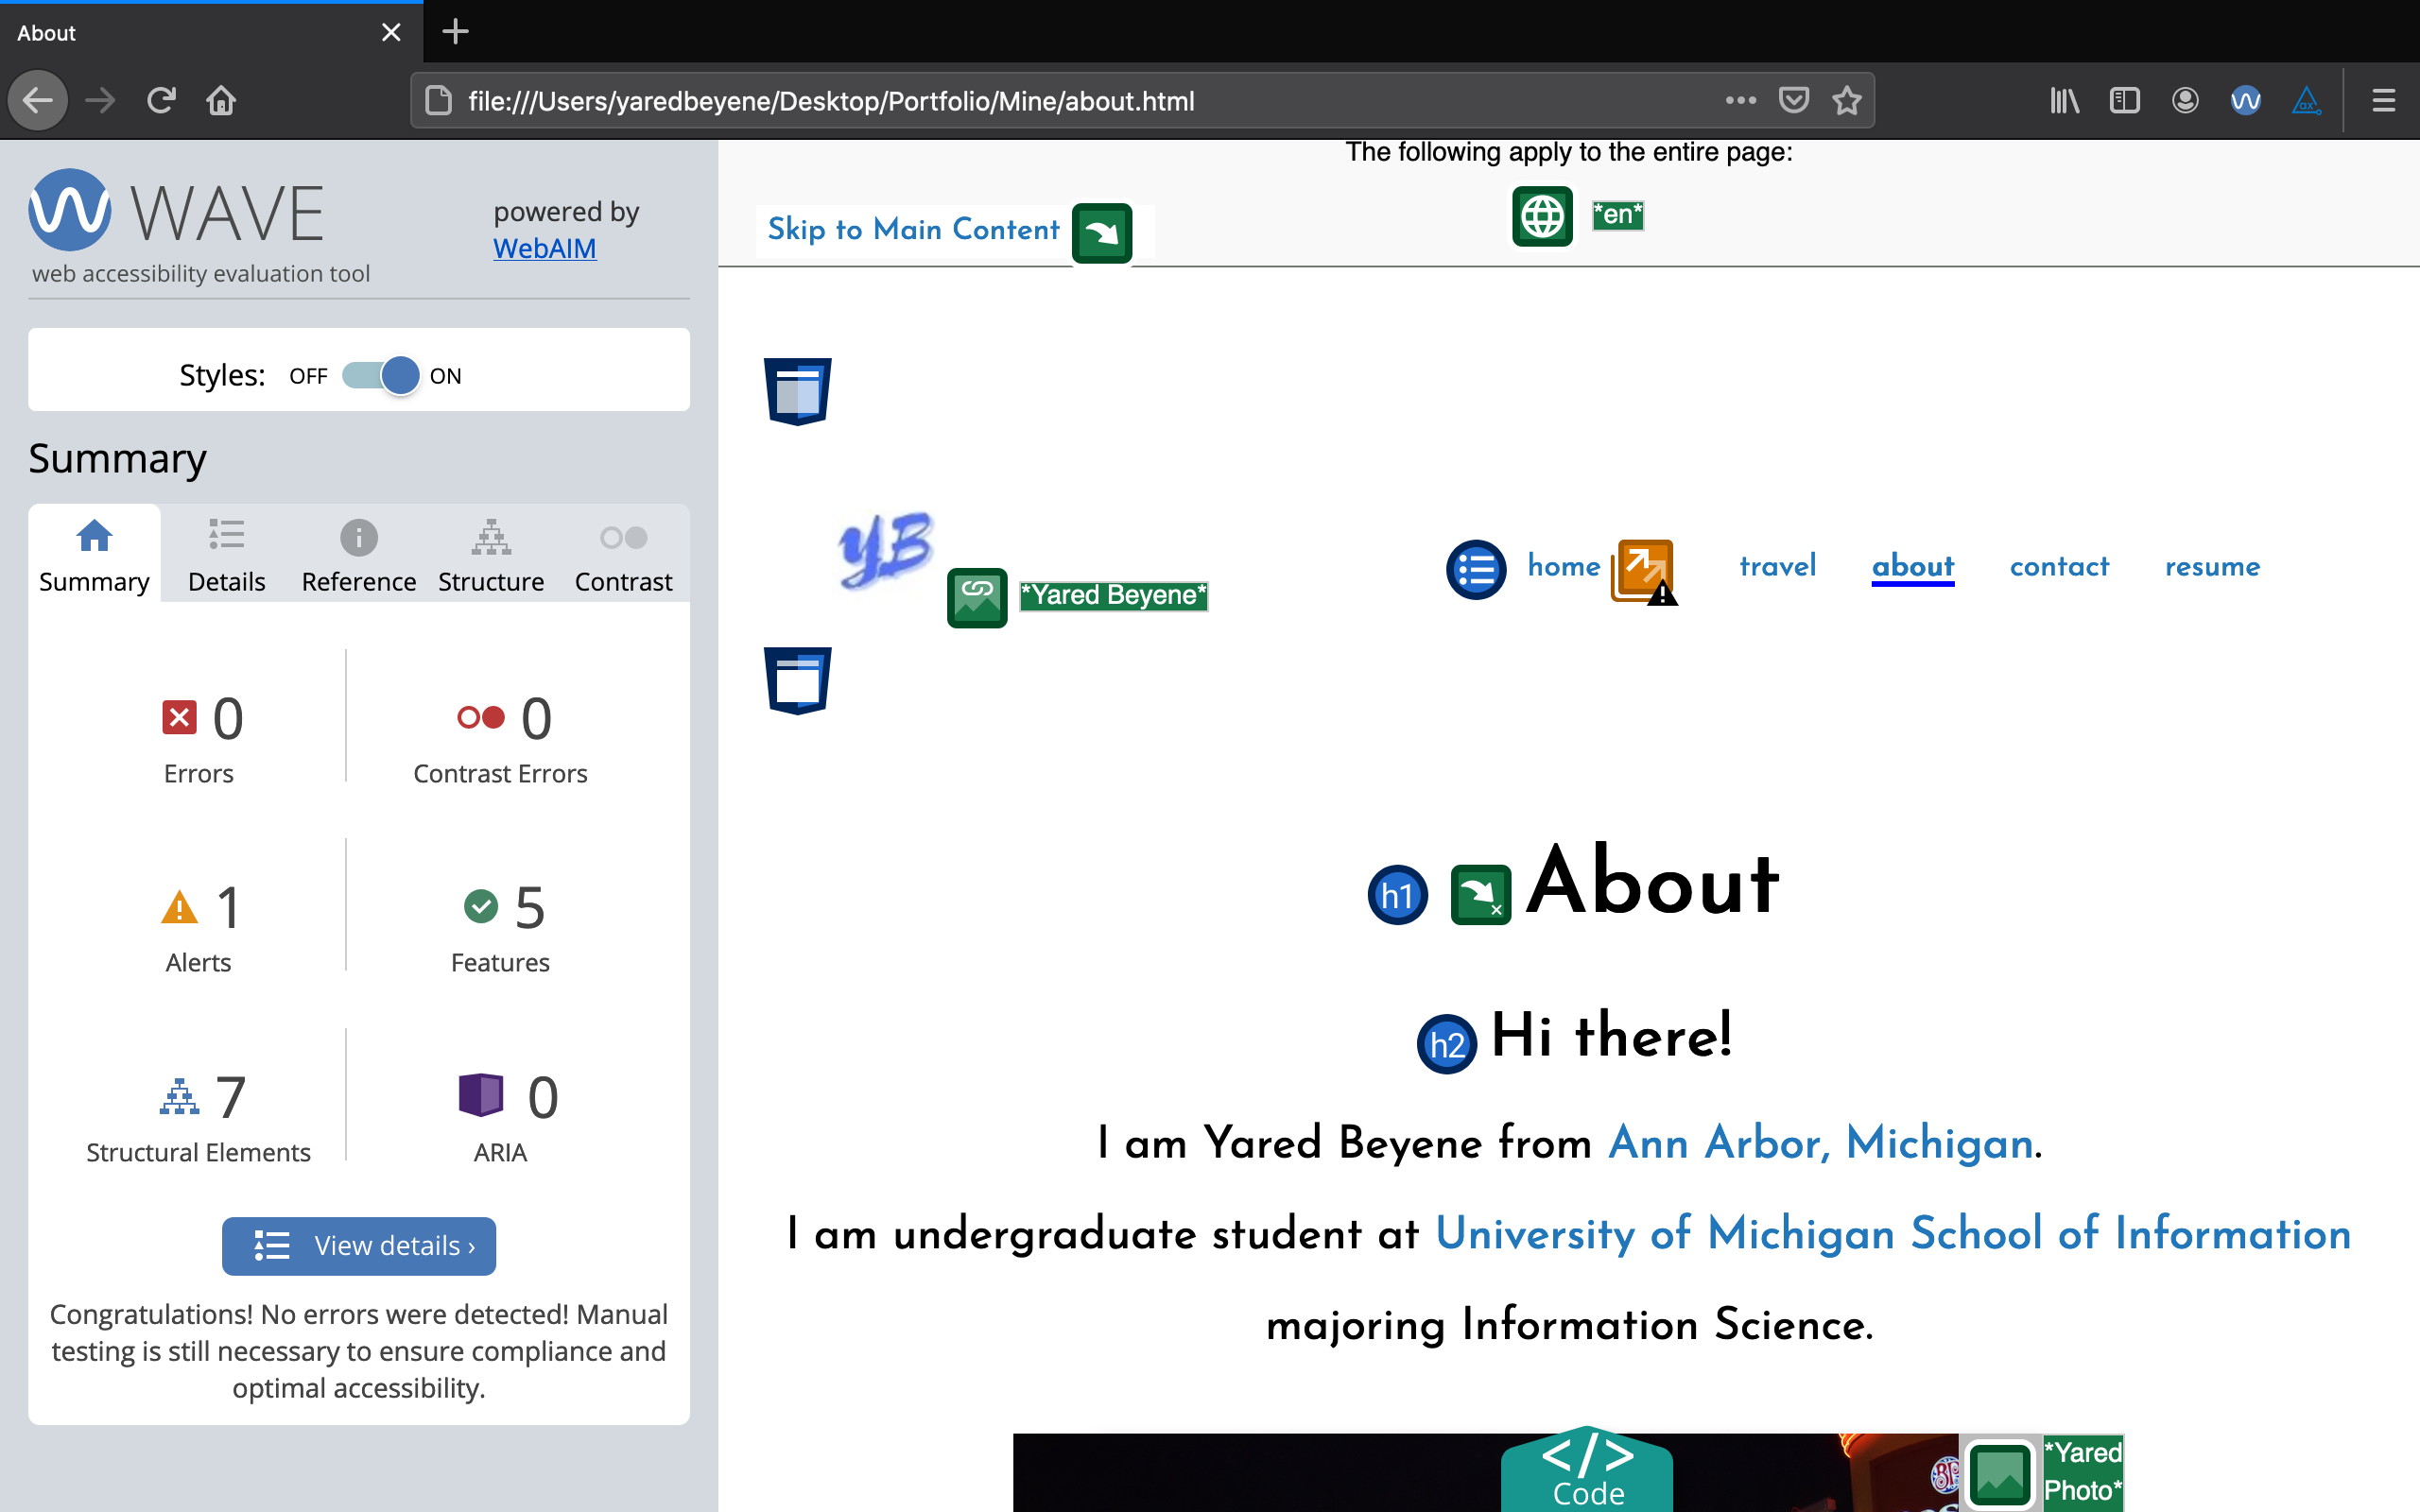 About
file:///Users/yaredbeyene/Desktop/Portfolio/Mine/about.html
WAVE
powered by
WebAIM
web accessibility evaluation tool
Styles: OFF ON
Summary
Summary Details Reference Structure Contrast
0 Errors
0 Contrast Errors
1 Alerts
5 Features
7 Structural Elements
0 ARIA
View details ›
Congratulations! No errors were detected! Manual
testing is still necessary to ensure compliance and
optimal accessibility.
The following apply to the entire page:
*en*
Skip to Main Content
YB
*Yared Beyene*
home travel about contact resume
h1 About
h2 Hi there!
I am Yared Beyene from Ann Arbor, Michigan.
I am undergraduate student at University of Michigan School of Information
majoring Information Science.
</> Code
*Yared
Photo*